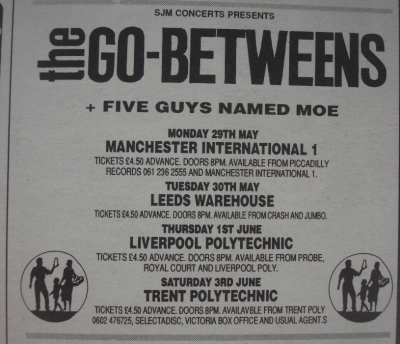 SJM CONCERTS PRESENTS
the GO-BETWEENS
+ FIVE GUYS NAMED MOE
MONDAY 29TH MAY
MANCHESTER INTERNATIONAL 1
TICKETS £4.50 ADVANCE. DOORS 8PM. AVAILABLE FROM PICCADILLY
RECORDS 061 236 2555 AND MANCHESTER INTERNATIONAL 1.
TUESDAY 30TH MAY
LEEDS WAREHOUSE
TICKETS £4.50 ADVANCE. DOORS 8PM. AVAILABLE FROM CRASH AND JUMBO.
THURSDAY 1ST JUNE
LIVERPOOL POLYTECHNIC
TICKETS £4.50 ADVANCE. DOORS 8PM. AVAILABLE FROM PROBE,
ROYAL COURT AND LIVERPOOL POLY.
SATURDAY 3RD JUNE
TRENT POLYTECHNIC
TICKETS £4.50 ADVANCE. DOORS 8PM. AVAILAVBLE FROM TRENT POLY
0602 476725, SELECTADISC, VICTORIA BOX OFFICE AND USUAL AGENT.S